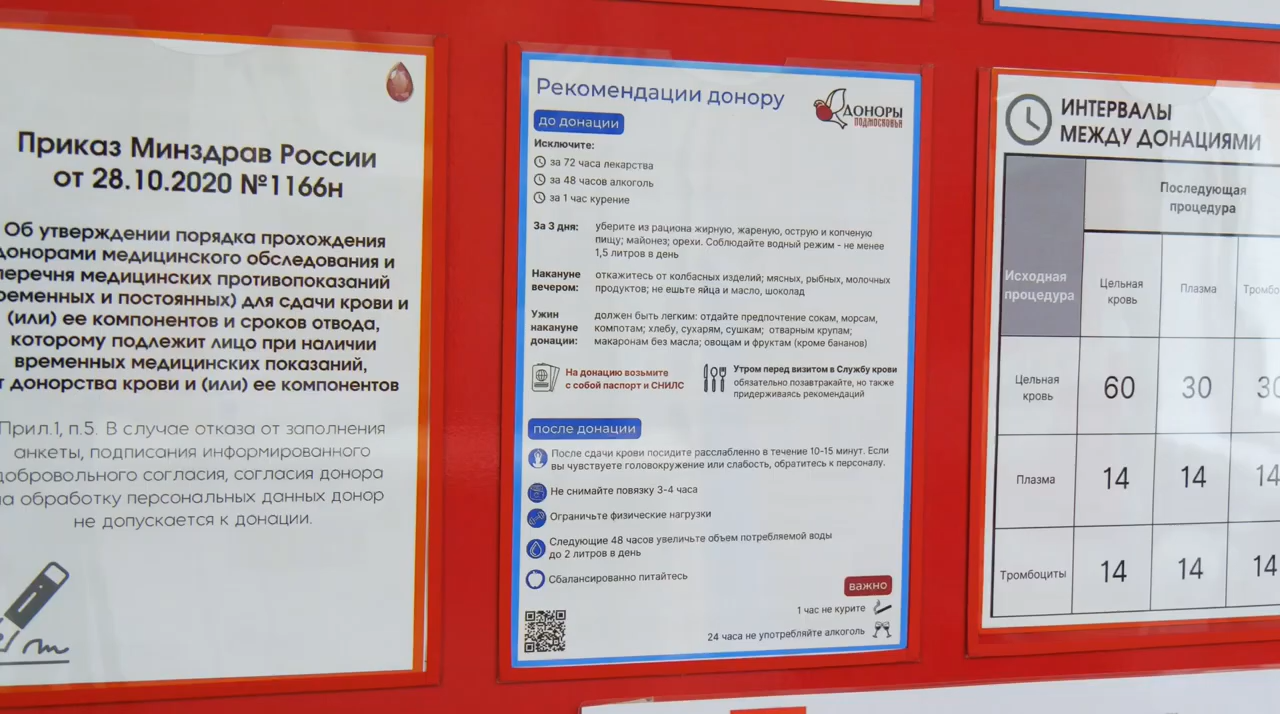 Приказ Минздрав России
от 28.10.2020 №1166н
Об утверждении порядка прохождения
донорами медицинского обследования и
перечня медицинских противопоказаний
(временных и постоянных) для сдачи крови и
(или) ее компонентов и сроков отвода,
которому подлежит лицо при наличии
временных медицинских показаний,
от донорства крови и (или) ее компонентов
Прил.1, п.5. В случае отказа от заполнения
анкеты, подписания информированного
добровольного согласия, согласия донора
на обработку персональных данных донор
не допускается к донации.
Рекомендации донору
ДОНОРЫ
ПОДМОСКОВЬЯ
до донации
Исключите:
за 72 часа лекарства
за 48 часов алкоголь
за 1 час курение
За 3 дня: уберите из рациона жирную, жареную, острую и копченую
пищу; майонез; орехи. Соблюдайте водный режим - не менее
1,5 литров в день
Накануне откажитесь от колбасных изделий; мясных, рыбных, молочных
вечером: продуктов; не ешьте яйца и масло, шоколад
Ужин должен быть легким: отдайте предпочтение сокам, морсам,
накануне компотам; хлебу, сухарям, сушкам; отварным крупам;
донации: макаронам без масла; овощам и фруктам (кроме бананов)
На донацию возьмите
с собой паспорт и СНИЛС
Утром перед визитом в Службу крови
обязательно позавтракайте, но также
придерживаясь рекомендаций
после донации
После сдачи крови посидите расслабленно в течение 10-15 минут. Если
вы чувствуете головокружение или слабость, обратитесь к персоналу.
Не снимайте повязку 3-4 часа
Ограничьте физические нагрузки
Следующие 48 часов увеличьте объем потребляемой воды
до 2 литров в день
Сбалансированно питайтесь
важно
1 час не курите
24 часа не употребляйте алкоголь
ИНТЕРВАЛЫ
МЕЖДУ ДОНАЦИЯМИ
Последующая
процедура
Исходная
процедура
Цельная
кровь
Плазма
Тромбо
Цельная
кровь
60 30 30
Плазма
14 14 14
Тромбоциты
14 14 14